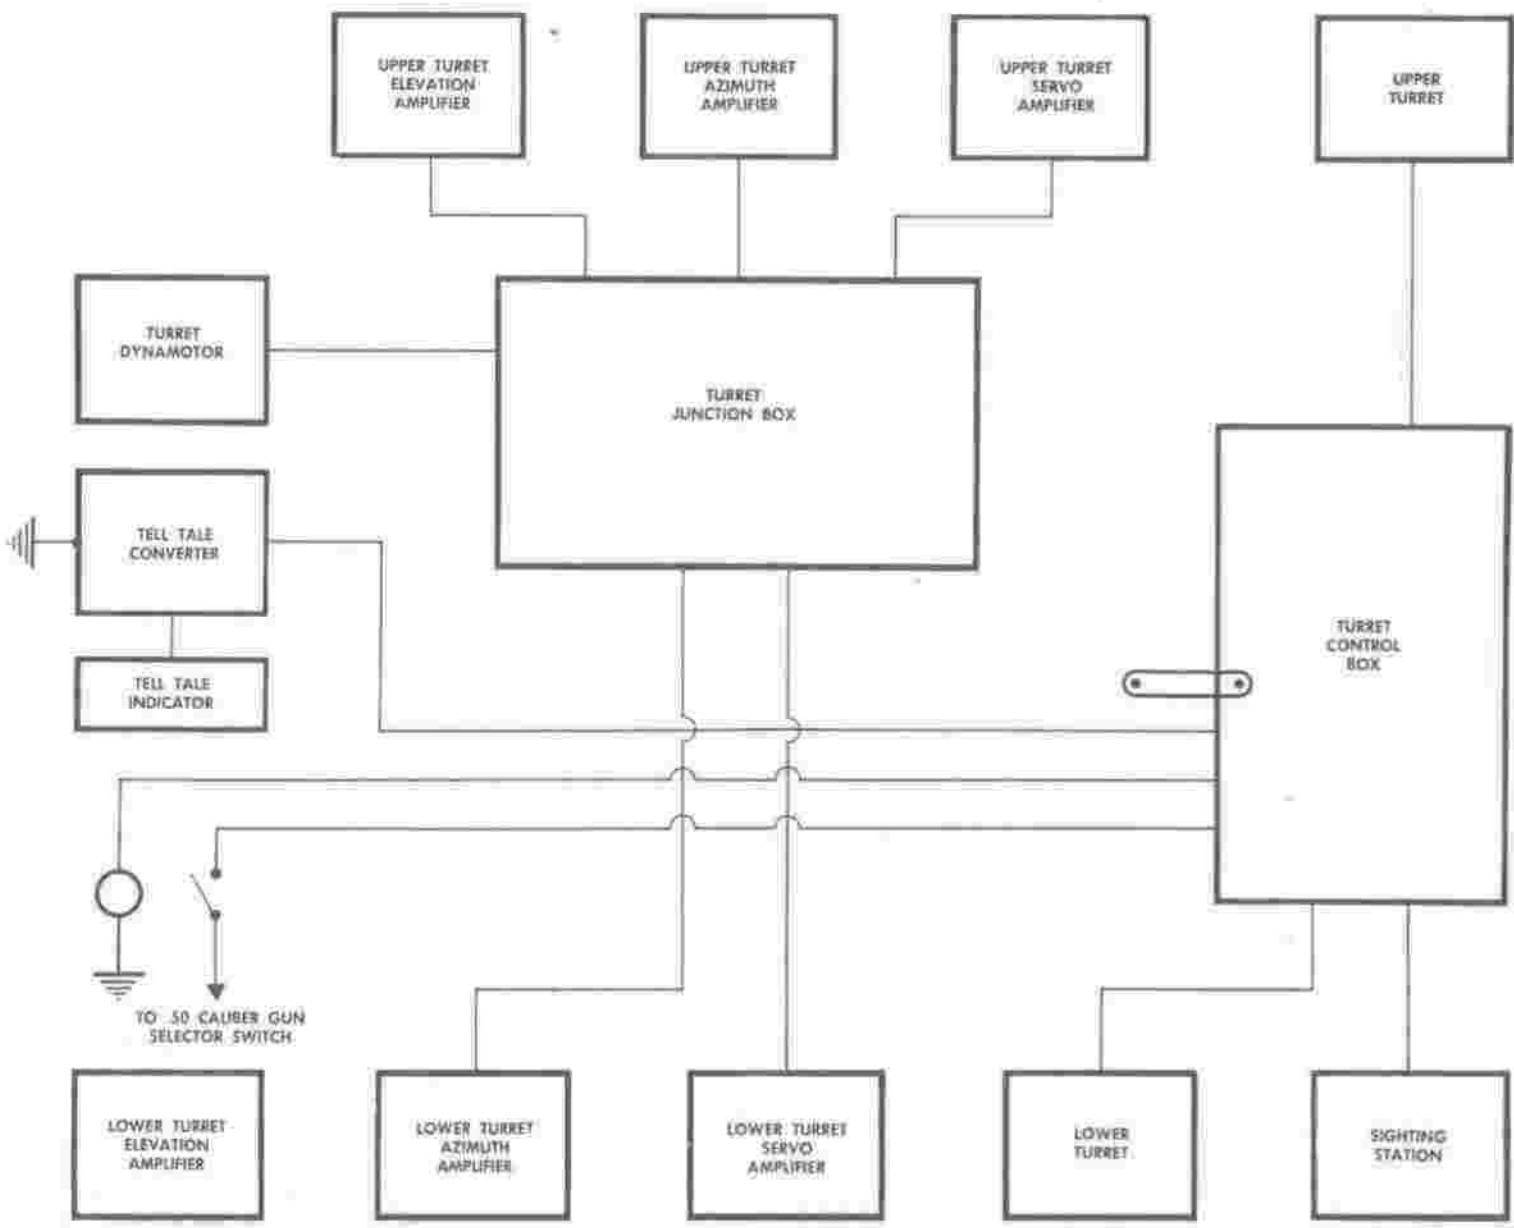 UPPER TURRET
ELEVATION
AMPLIFIER
UPPER TURRET
AZIMUTH
AMPLIFIER
UPPER TURRET
SERVO
AMPLIFIER
UPPER
TURRET
TURRET
DYNAMOTOR
TURRET
JUNCTION BOX
TELL TALE
CONVERTER
TURRET
CONTROL
BOX
TELL TALE
INDICATOR
TO .50 CALIBER GUN
SELECTOR SWITCH
LOWER TURRET
ELEVATION
AMPLIFIER
LOWER TURRET
AZIMUTH
AMPLIFIER
LOWER TURRET
SERVO
AMPLIFIER
LOWER
TURRET
SIGHTING
STATION